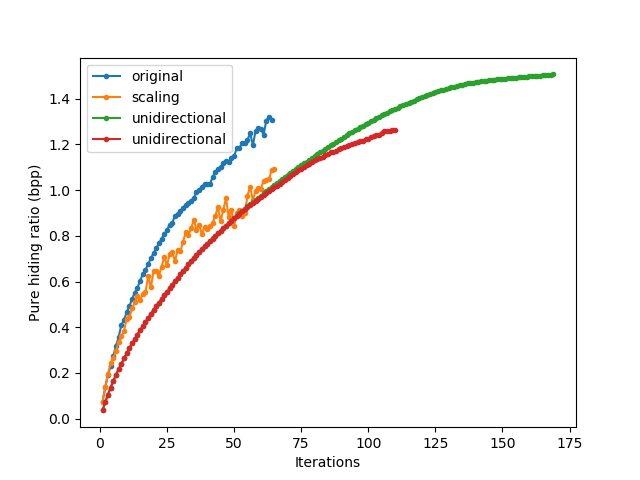 original
scaling
unidirectional
unidirectional
Pure hiding ratio (bpp)
1.4
1.2
1.0
0.8
0.6
0.4
0.2
0.0
0 25 50 75 100 125 150 175
Iterations